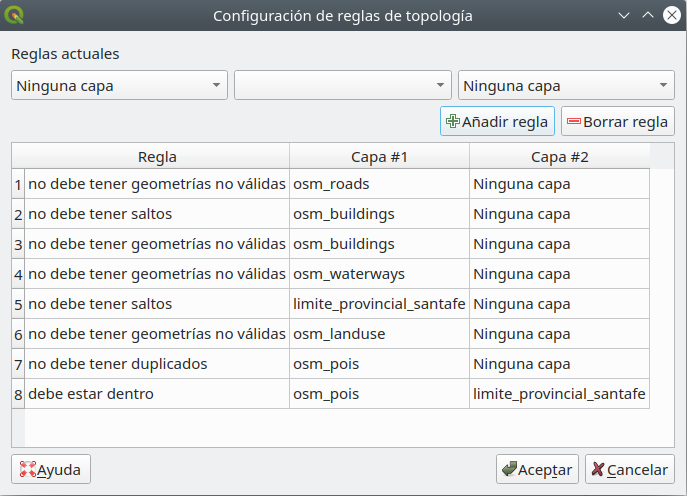 Configuración de reglas de topología
Reglas actuales
Ninguna capa Ninguna capa
Añadir regla Borrar regla
Regla Capa #1 Capa #2
1 no debe tener geometrías no válidas osm_roads Ninguna capa
2 no debe tener saltos osm_buildings Ninguna capa
3 no debe tener geometrías no válidas osm_buildings Ninguna capa
4 no debe tener geometrías no válidas osm_waterways Ninguna capa
5 no debe tener saltos limite_provincial_santafe Ninguna capa
6 no debe tener geometrías no válidas osm_landuse Ninguna capa
7 no debe tener duplicados osm_pois Ninguna capa
8 debe estar dentro osm_pois limite_provincial_santafe
Ayuda Aceptar Cancelar